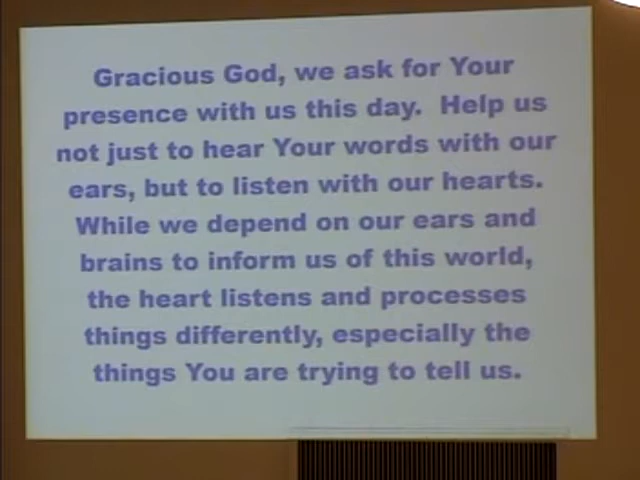 Gracious God, we ask for Your
presence with us this day.  Help us
not just to hear Your words with our
ears, but to listen with our hearts.
While we depend on our ears and
brains to inform us of this world,
the heart listens and processes
things differently, especially the
things You are trying to tell us.